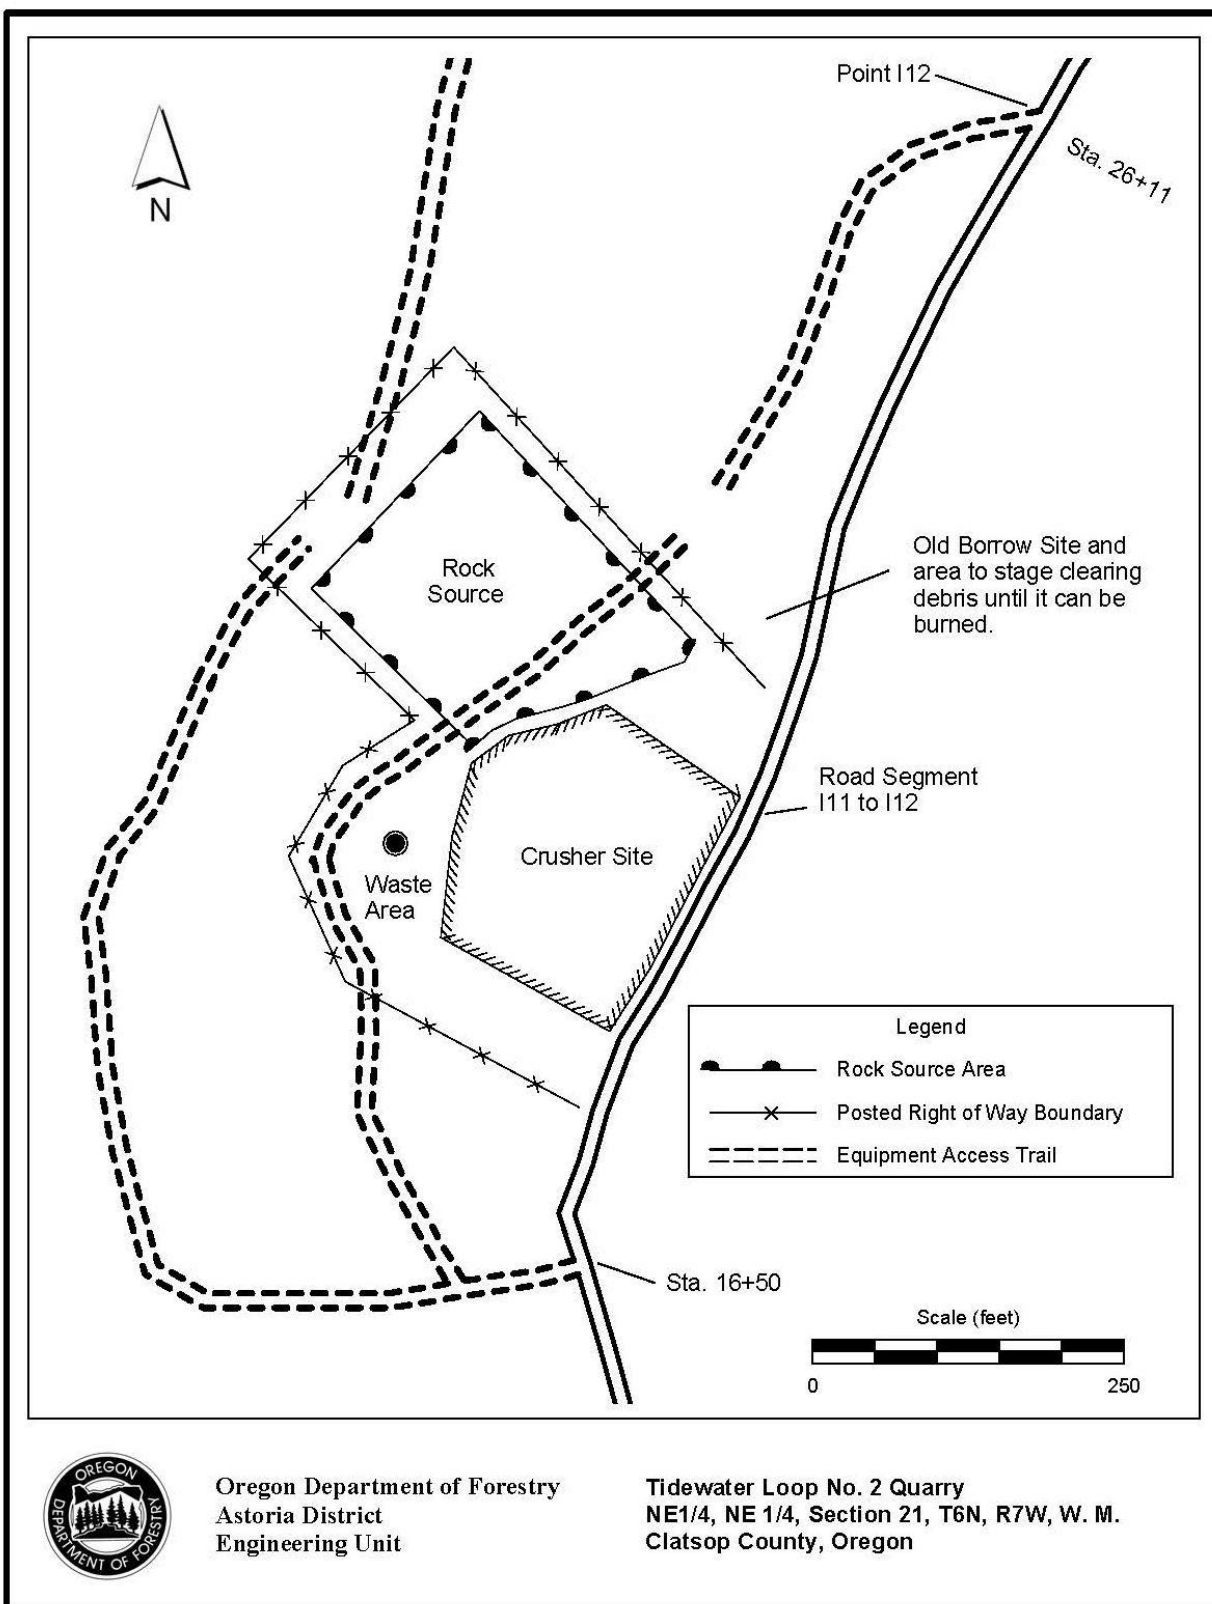 Point I12
Sta. 26+11
N
Rock
Source
Old Borrow Site and
area to stage clearing
debris until it can be
burned.
Road Segment
I11 to I12
Crusher Site
Waste
Area
Legend
Rock Source Area
Posted Right of Way Boundary
Equipment Access Trail
Sta. 16+50
Scale (feet)
0 250
OREGON
DEPARTMENT OF FORESTRY
Oregon Department of Forestry
Astoria District
Engineering Unit
Tidewater Loop No. 2 Quarry
NE1/4, NE 1/4, Section 21, T6N, R7W, W. M.
Clatsop County, Oregon